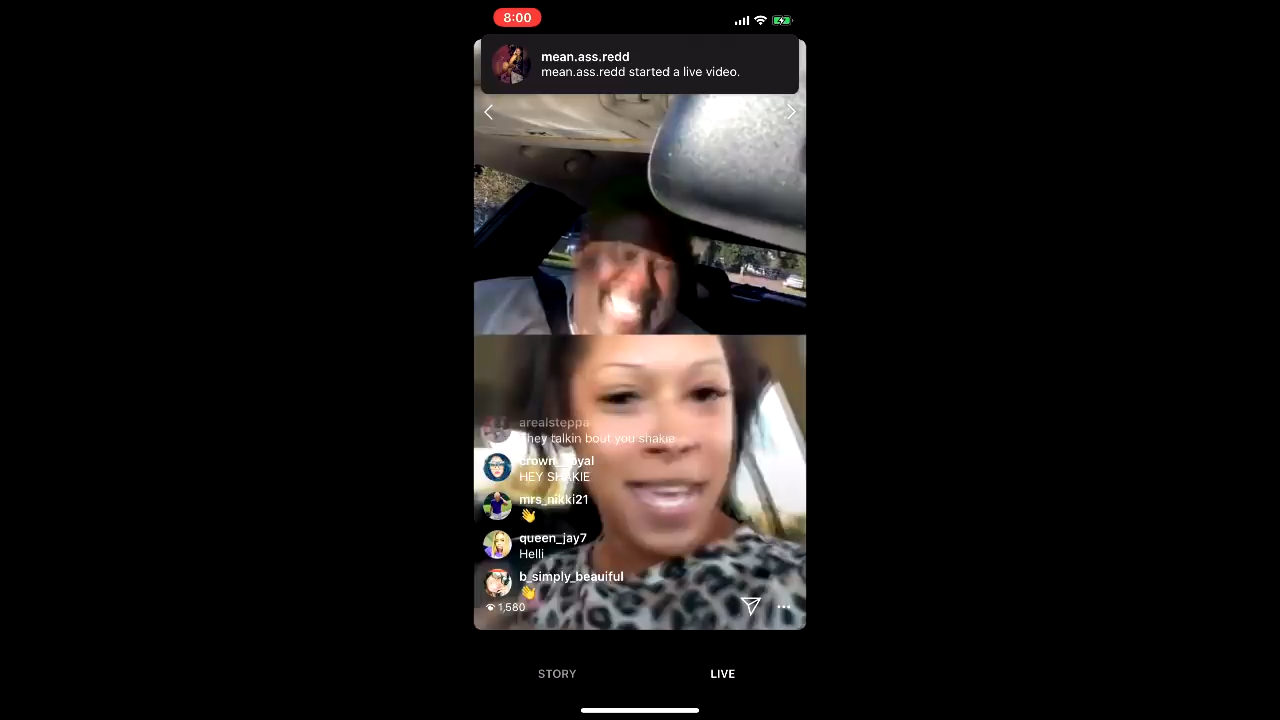 8:00
mean.ass.redd
mean.ass.redd started a live video.
arealsteppa
They talkin bout you shakie
crown_royal
HEY SHAKIE
mrs_nikki21
👋
queen_jay7
Helli
b_simply_beauiful
👋
1,580
STORY
LIVE